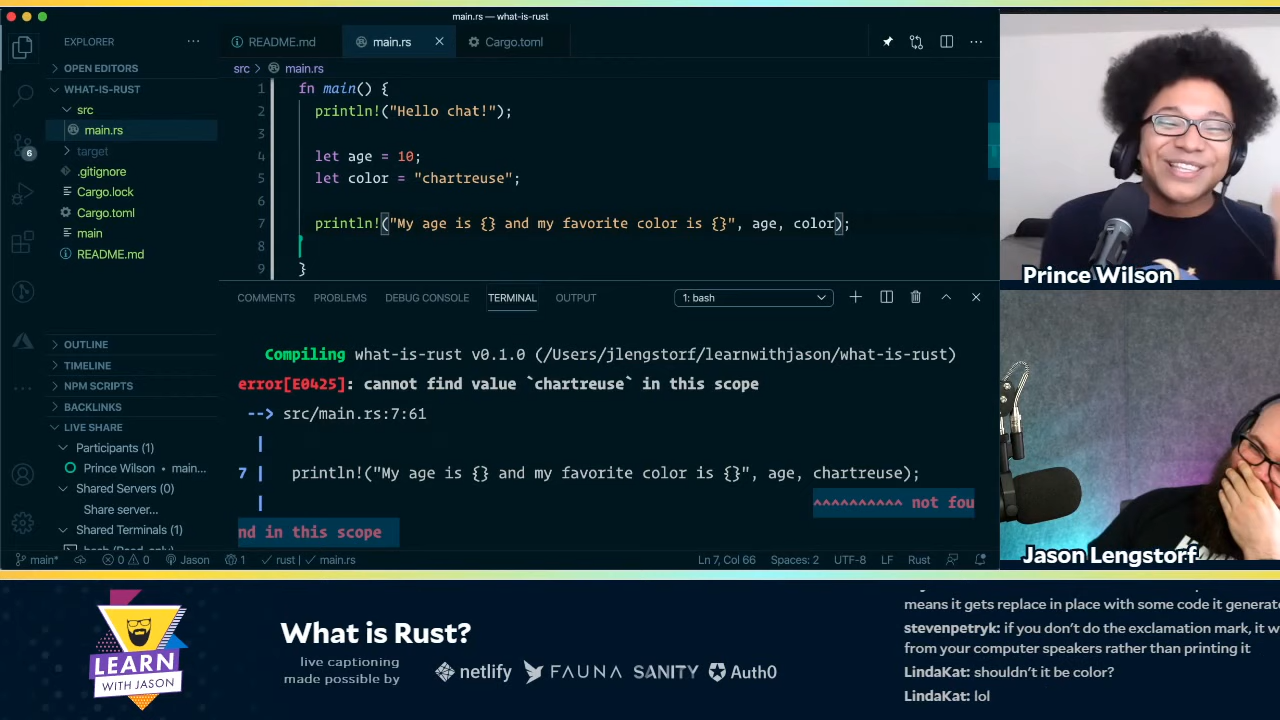 main.rs — what-is-rust
EXPLORER
OPEN EDITORS
WHAT-IS-RUST
src
main.rs
target
.gitignore
Cargo.lock
Cargo.toml
main
README.md
OUTLINE
TIMELINE
NPM SCRIPTS
BACKLINKS
LIVE SHARE
Participants (1)
Prince Wilson • main...
Shared Servers (0)
Share server...
Shared Terminals (1)
6
README.md
main.rs
Cargo.toml
src > main.rs
1 fn main() {
2 println!("Hello chat!");
3
4 let age = 10;
5 let color = "chartreuse";
6
7 println!("My age is {} and my favorite color is {}", age, color);
8
9 }
COMMENTS PROBLEMS DEBUG CONSOLE TERMINAL OUTPUT 1: bash
Compiling what-is-rust v0.1.0 (/Users/jlengstorf/learnwithjason/what-is-rust)
error[E0425]: cannot find value `chartreuse` in this scope
--> src/main.rs:7:61
|
7 | println!("My age is {} and my favorite color is {}", age, chartreuse);
| ^^^^^^^^^^ not fou
nd in this scope
main* 0 0 Jason 1 rust main.rs Ln 7, Col 66 Spaces: 2 UTF-8 LF Rust
Prince Wilson
Jason Lengstorf
LEARN
WITH JASON
What is Rust?
live captioning
made possible by
netlify FAUNA SANITY Auth0
means it gets replace in place with some code it generate
stevenpetryk: if you don't do the exclamation mark, it w
from your computer speakers rather than printing it
LindaKat: shouldn't it be color?
LindaKat: lol